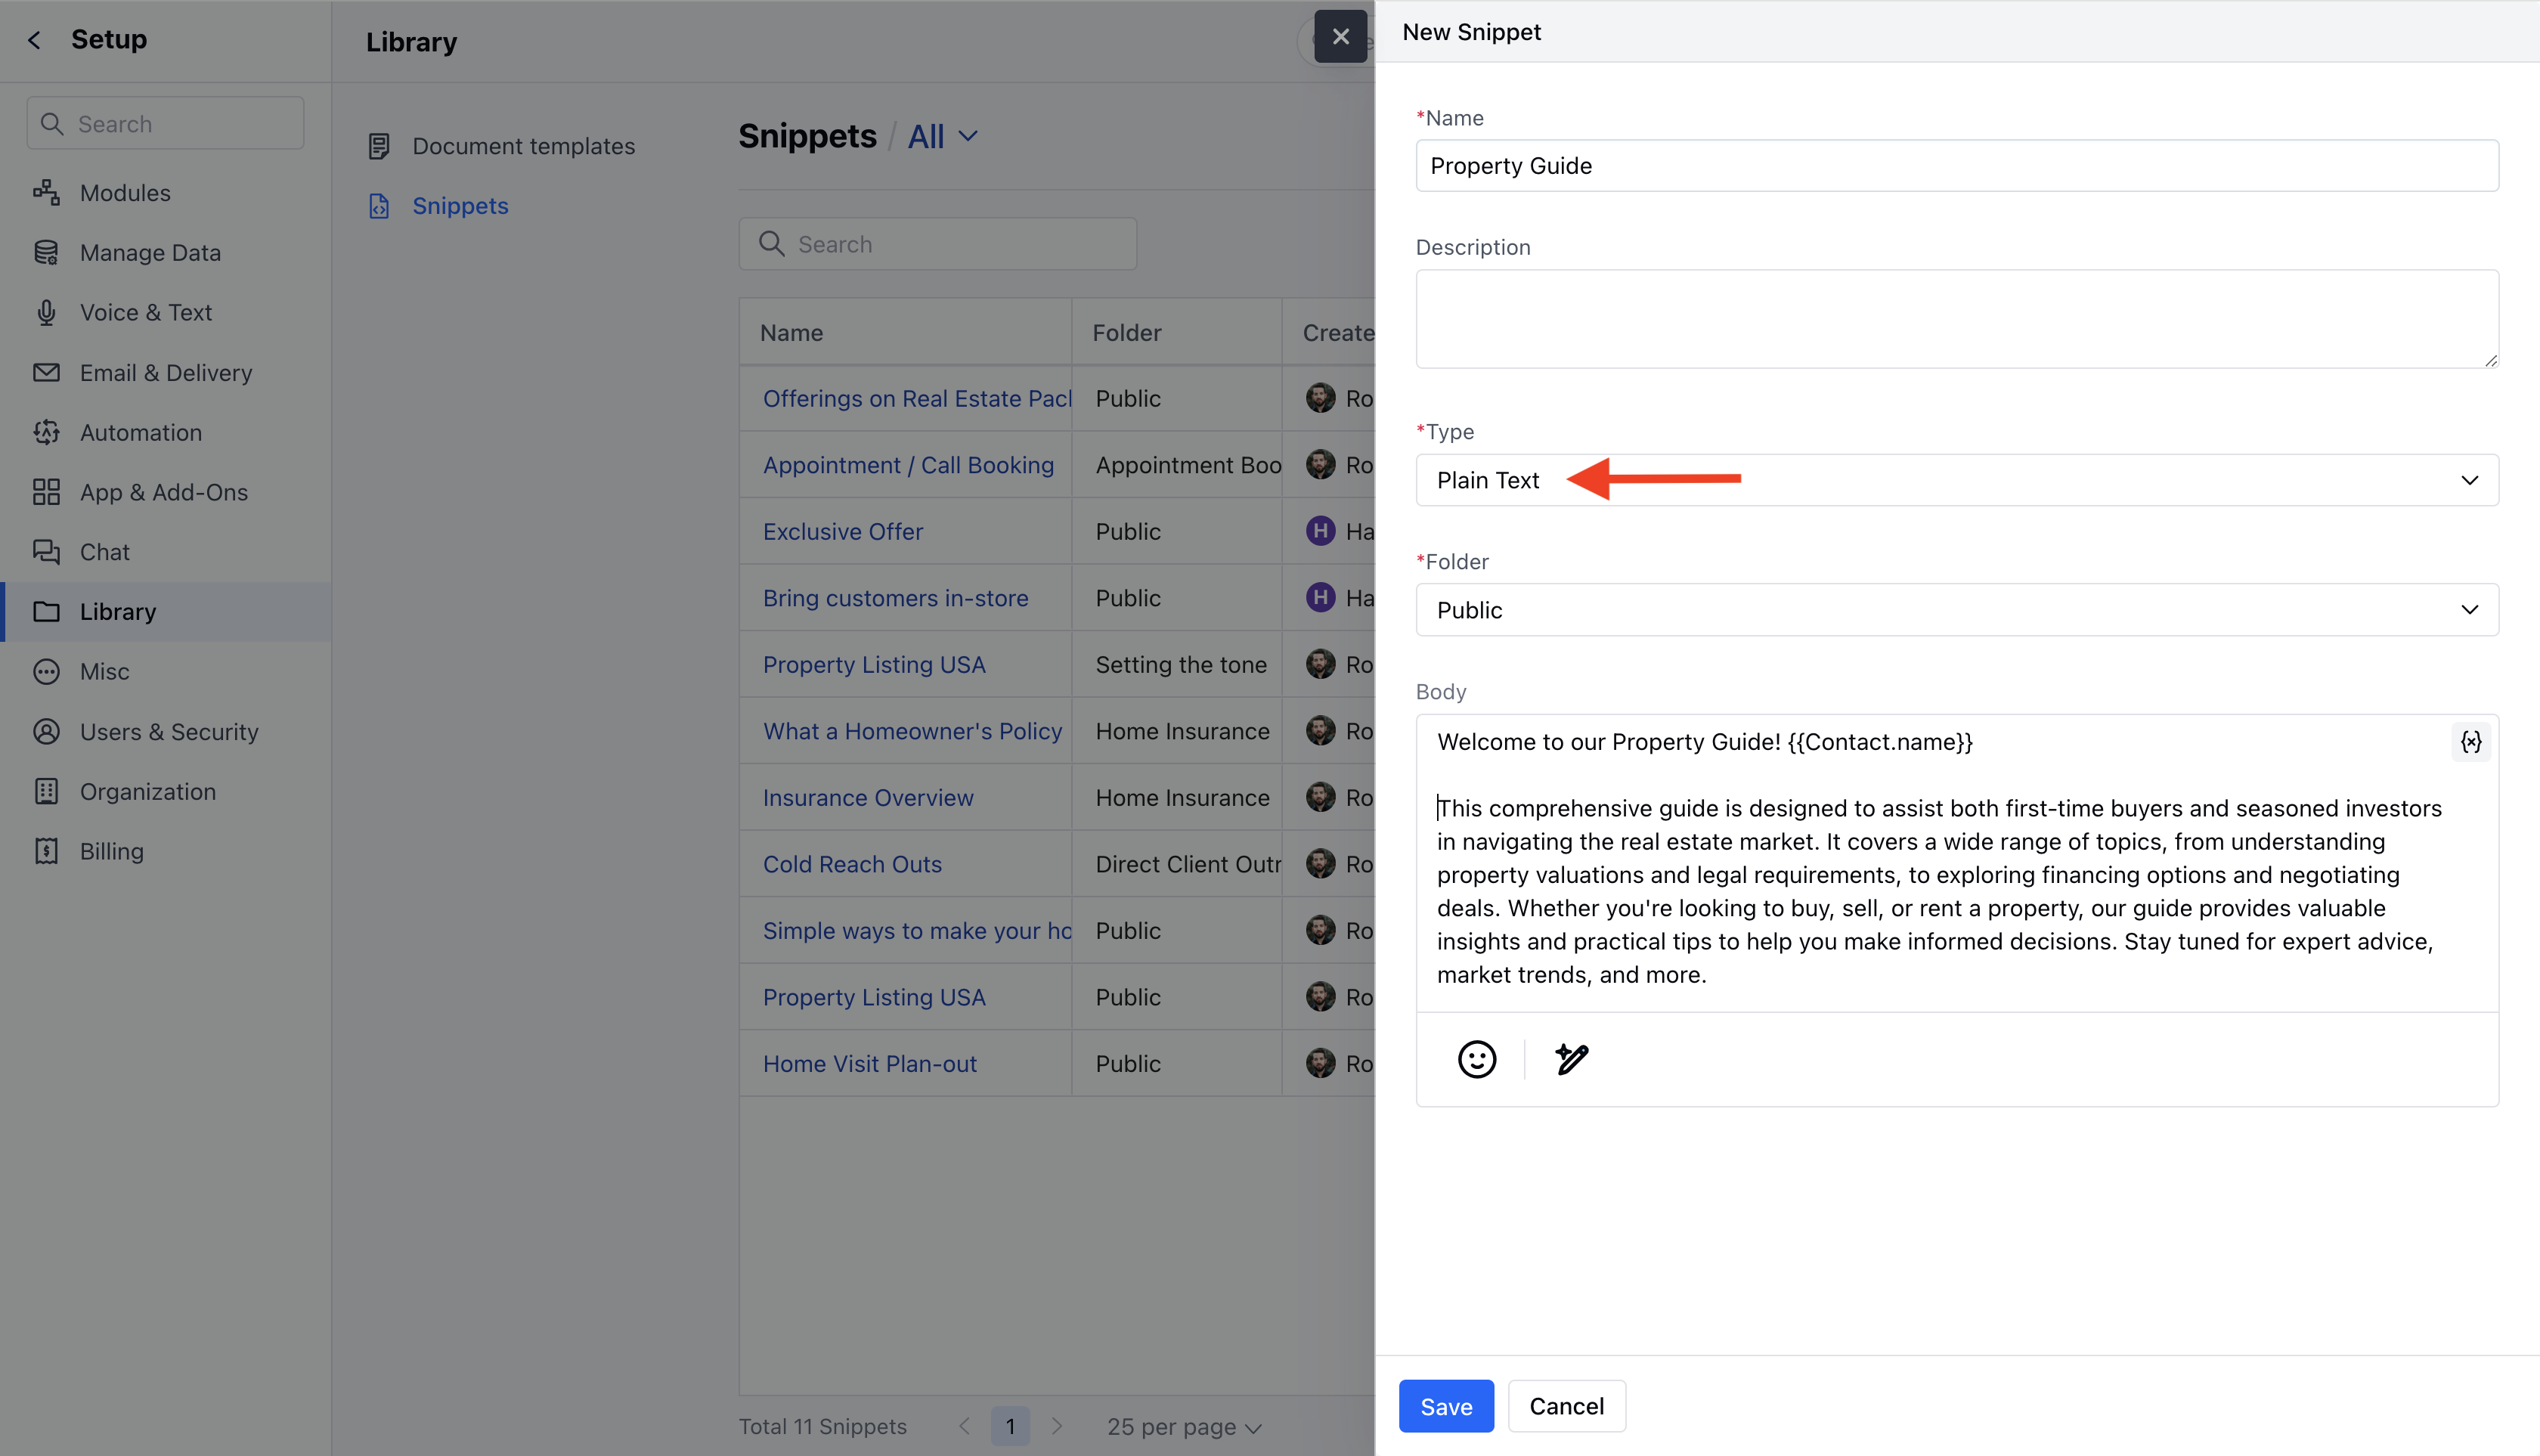 Setup
Search
Modules
Manage Data
Voice & Text
Email & Delivery
Automation
App & Add-Ons
Chat
Library
Misc
Users & Security
Organization
Billing
Library
Document templates
Snippets
Snippets / All
Search
Name Folder Create
Offerings on Real Estate Pac Public Ro
Appointment / Call Booking Appointment Boo Ro
Exclusive Offer Public H Ha
Bring customers in-store Public H Ha
Property Listing USA Setting the tone Ro
What a Homeowner's Policy Home Insurance Ro
Insurance Overview Home Insurance Ro
Cold Reach Outs Direct Client Outr Ro
Simple ways to make your ho Public Ro
Property Listing USA Public Ro
Home Visit Plan-out Public Ro
Total 11 Snippets 1 25 per page
New Snippet
*Name
Property Guide
Description
*Type
Plain Text
*Folder
Public
Body
Welcome to our Property Guide! {{Contact.name}}
{x}
This comprehensive guide is designed to assist both first-time buyers and seasoned investors
in navigating the real estate market. It covers a wide range of topics, from understanding
property valuations and legal requirements, to exploring financing options and negotiating
deals. Whether you're looking to buy, sell, or rent a property, our guide provides valuable
insights and practical tips to help you make informed decisions. Stay tuned for expert advice,
market trends, and more.
Save Cancel